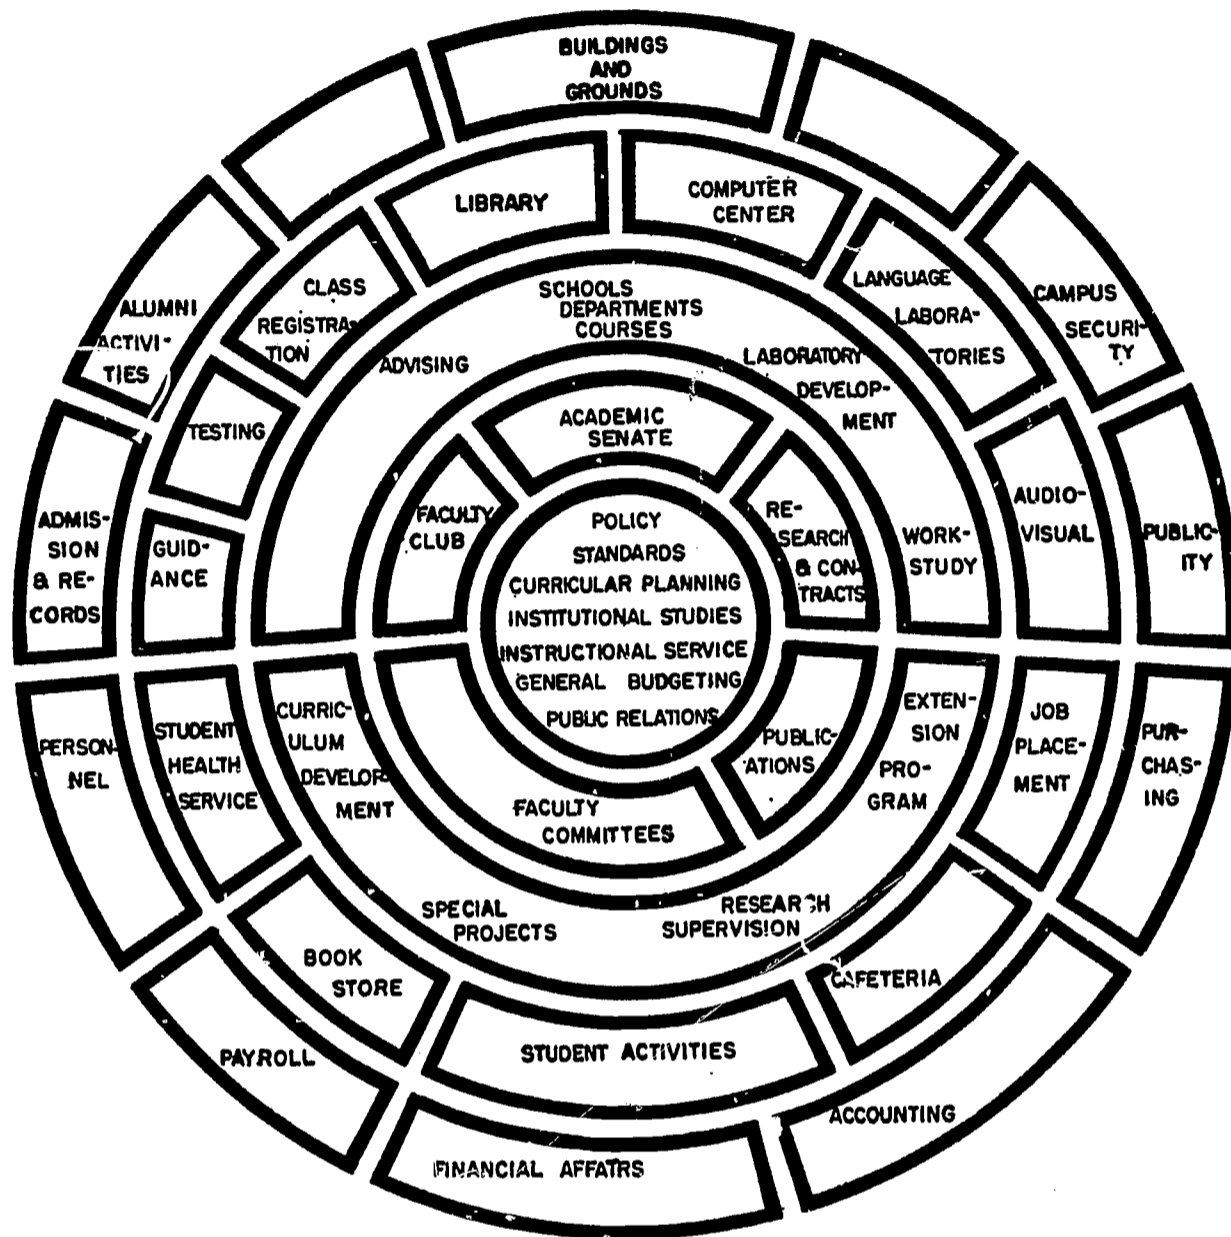 BUILDINGS
AND
GROUNDS
LIBRARY
COMPUTER
CENTER
CLASS
REGISTRA-
TION
LANGUAGE
LABORA-
TORIES
ALUMNI
ACTIVI-
TIES
CAMPUS
SECURI-
TY
SCHOOLS
DEPARTMENTS
COURSES
ADVISING
LABORATORY
DEVELOP-
MENT
TESTING
ACADEMIC
SENATE
FACULTY
CLUB
RE-
SEARCH
& CON-
TRACTS
WORK-
STUDY
AUDIO-
VISUAL
PUBLIC-
ITY
ADMIS-
SION
& RE-
CORDS
GUID-
ANCE
POLICY
STANDARDS
CURRICULAR PLANNING
INSTITUTIONAL STUDIES
INSTRUCTIONAL SERVICE
GENERAL BUDGETING
PUBLIC RELATIONS
PERSON-
NEL
STUDENT
HEALTH
SERVICE
CURRIC-
ULUM
DEVELOP-
MENT
FACULTY
COMMITTEES
PUBLIC-
ATIONS
EXTEN-
SION
PRO-
GRAM
JOB
PLACE-
MENT
PUR-
CHAS-
ING
SPECIAL
PROJECTS
RESEARCH
SUPERVISION
BOOK
STORE
CAFETERIA
STUDENT ACTIVITIES
PAYROLL
ACCOUNTING
FINANCIAL AFFAIRS